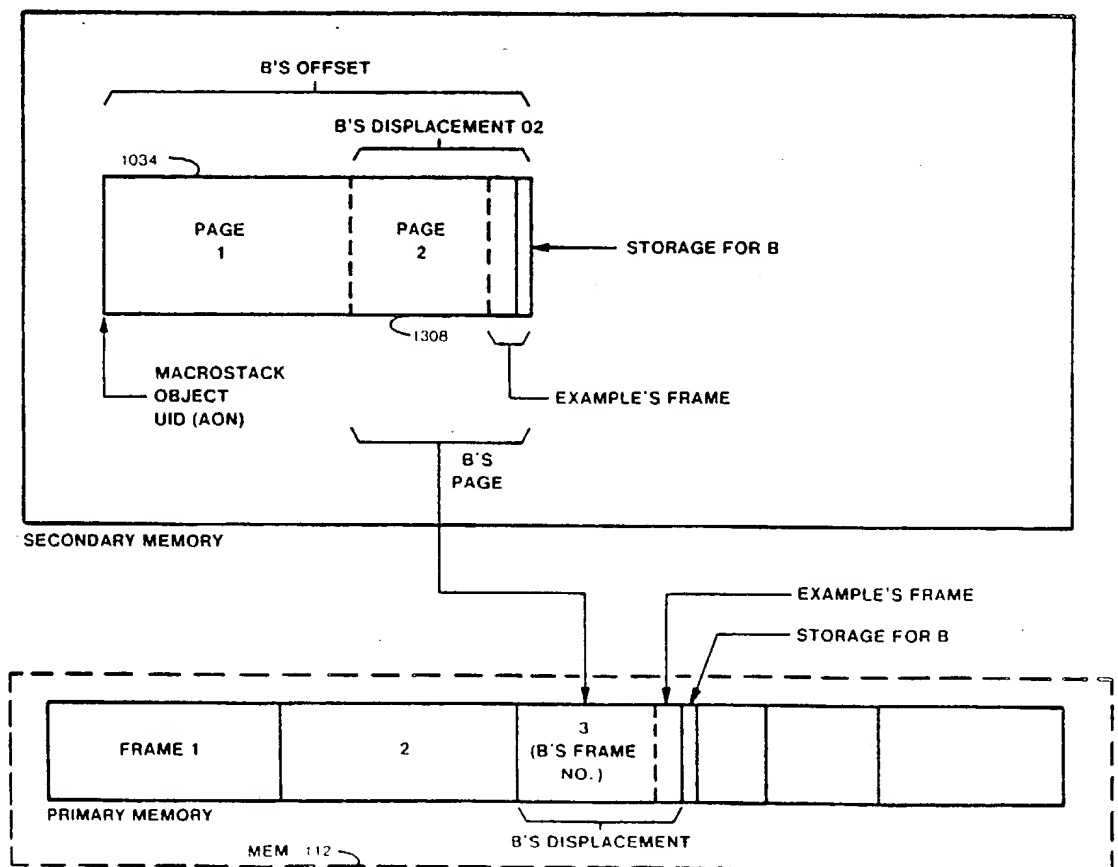 B'S OFFSET
B'S DISPLACEMENT 02
1034
PAGE
1
PAGE
2
STORAGE FOR B
1308
MACROSTACK
OBJECT
UID (AON)
EXAMPLE'S FRAME
B'S
PAGE
SECONDARY MEMORY
EXAMPLE'S FRAME
STORAGE FOR B
FRAME 1
2
3
(B'S FRAME
NO.)
PRIMARY MEMORY
B'S DISPLACEMENT
MEM 112